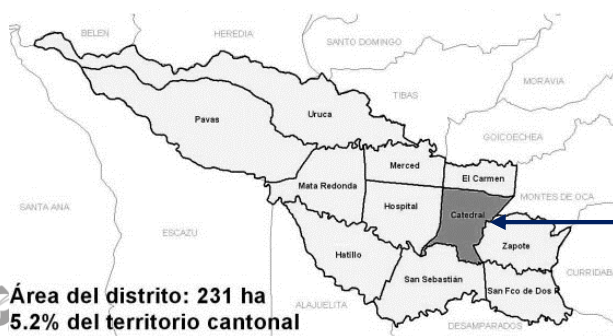 BELEN
HEREDIA
SANTO DOMINGO
MORAVIA
TIBAS
Uruca
Pavas
GOICOECHEA
Merced
El Carmen
Mata Redonda
MONTES DE OCA
SANTA ANA
Hospital
Catedral
ESCAZU
Zapote
Hatillo
CURRIDAB
San Sebastián
San Fco de Dos R
Área del distrito: 231 ha
ALAJUELITA
5.2% del territorio cantonal
DESAMPARADOS